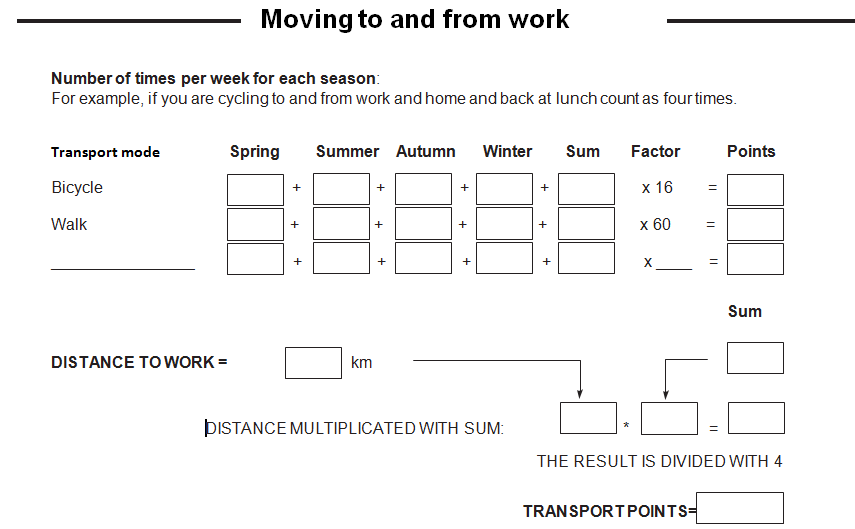 Moving to and from work
Number of times per week for each season:
For example, if you are cycling to and from work and home and back at lunch count as four times.
Transport mode Spring Summer Autumn Winter Sum Factor Points
Bicycle + + + + x 16 =
Walk + + + + x 60 =
____ + + + + x ____ =
Sum
DISTANCE TO WORK = km
DISTANCE MULTIPLICATED WITH SUM: * =
THE RESULT IS DIVIDED WITH 4
TRANSPORT POINTS=